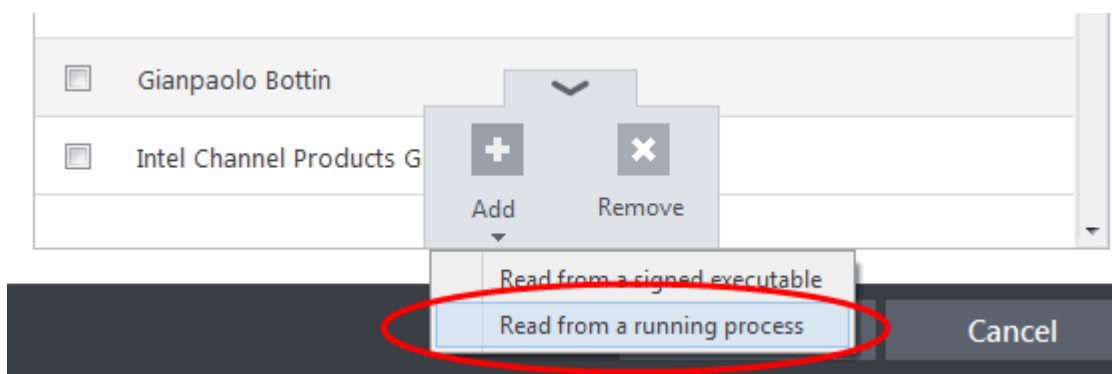 Gianpaolo Bottin
Intel Channel Products G
Add
Remove
Read from a signed executable
Read from a running process
Cancel